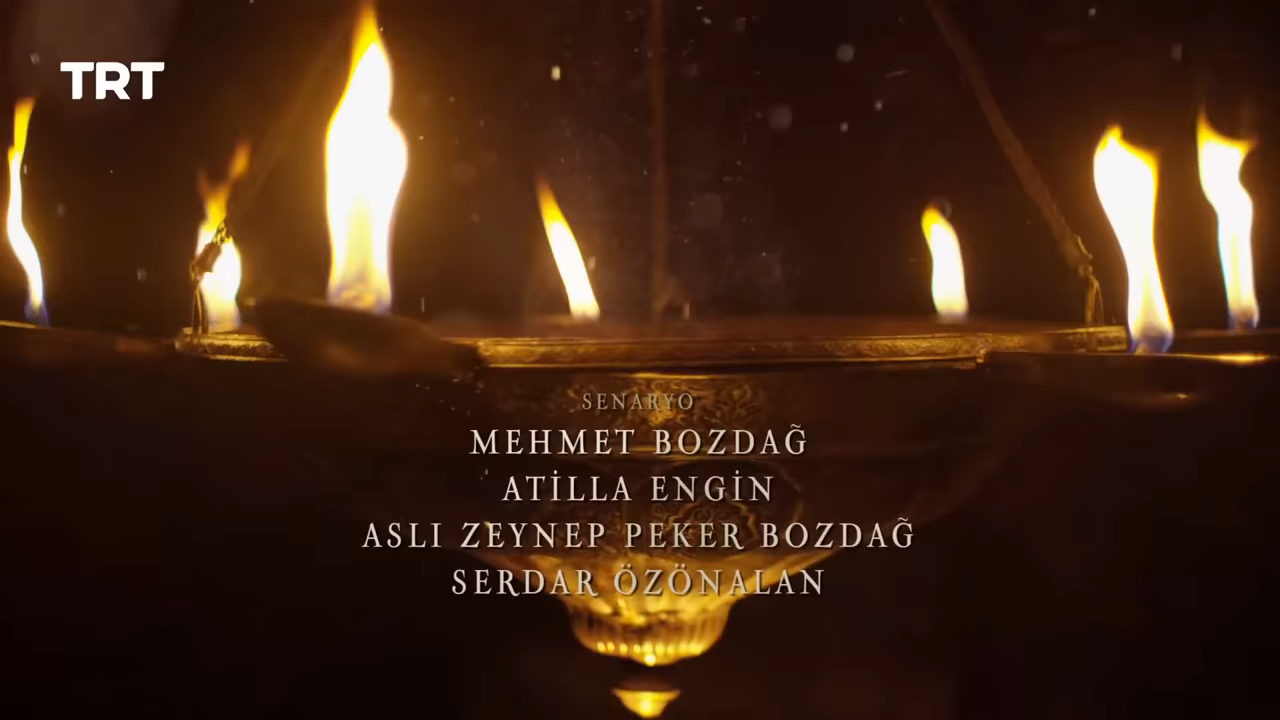 TRT
SENARYO
MEHMET BOZDAĞ
ATİLLA ENGİN
ASLI ZEYNEP PEKER BOZDAĞ
SERDAR ÖZÖNALAN